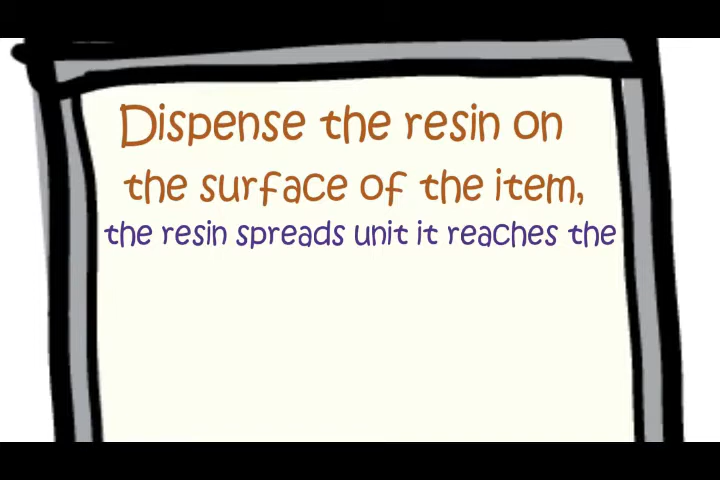 Dispense the resin on
the surface of the item,
the resin spreads unit it reaches the